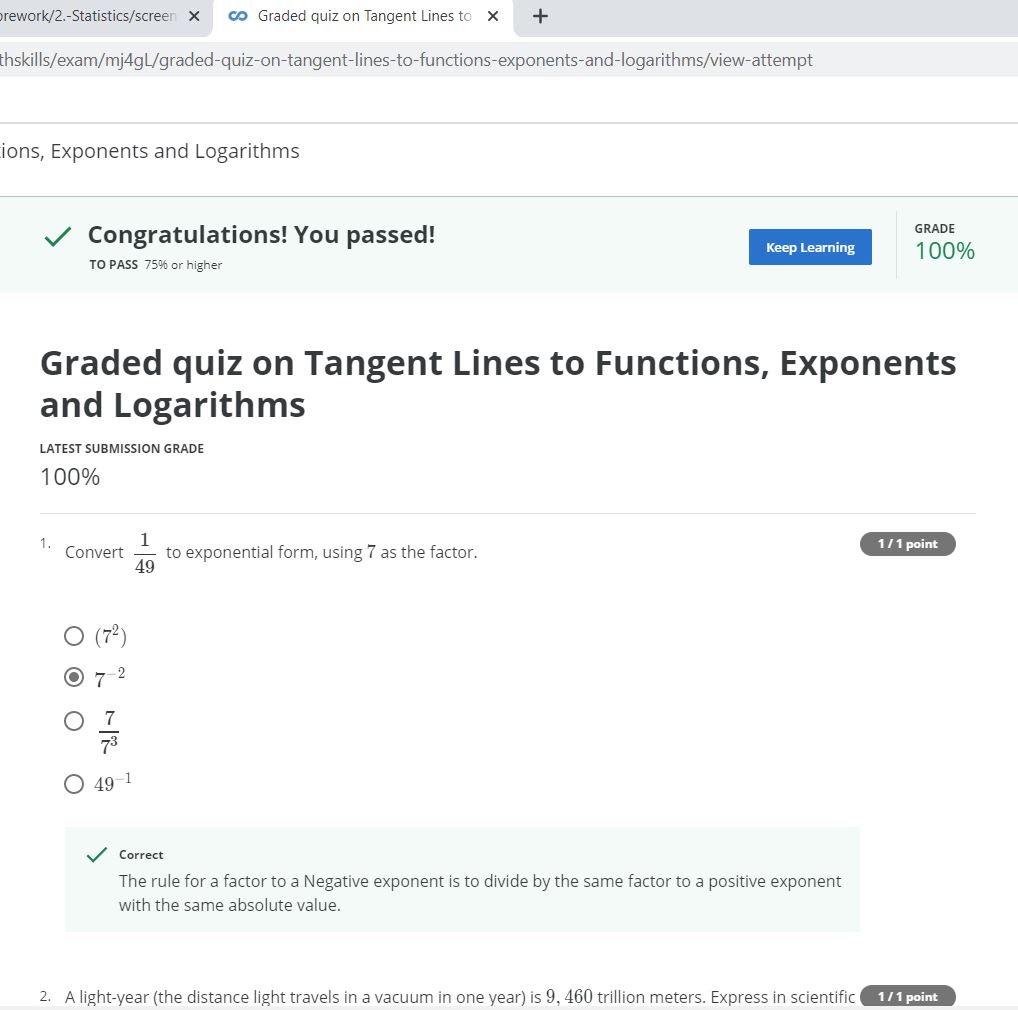 rework/2.-Statistics/screen
Graded quiz on Tangent Lines to
thskills/exam/mj4gL/graded-quiz-on-tangent-lines-to-functions-exponents-and-logarithms/view-attempt
ions, Exponents and Logarithms
Congratulations! You passed!
TO PASS 75% or higher
Keep Learning
GRADE
100%
Graded quiz on Tangent Lines to Functions, Exponents
and Logarithms
LATEST SUBMISSION GRADE
100%
1. Convert 1/49 to exponential form, using 7 as the factor.
1 / 1 point
(7²)
7⁻²
7/7³
49⁻¹
Correct
The rule for a factor to a Negative exponent is to divide by the same factor to a positive exponent
with the same absolute value.
2. A light-year (the distance light travels in a vacuum in one year) is 9,460 trillion meters. Express in scientific
1 / 1 point